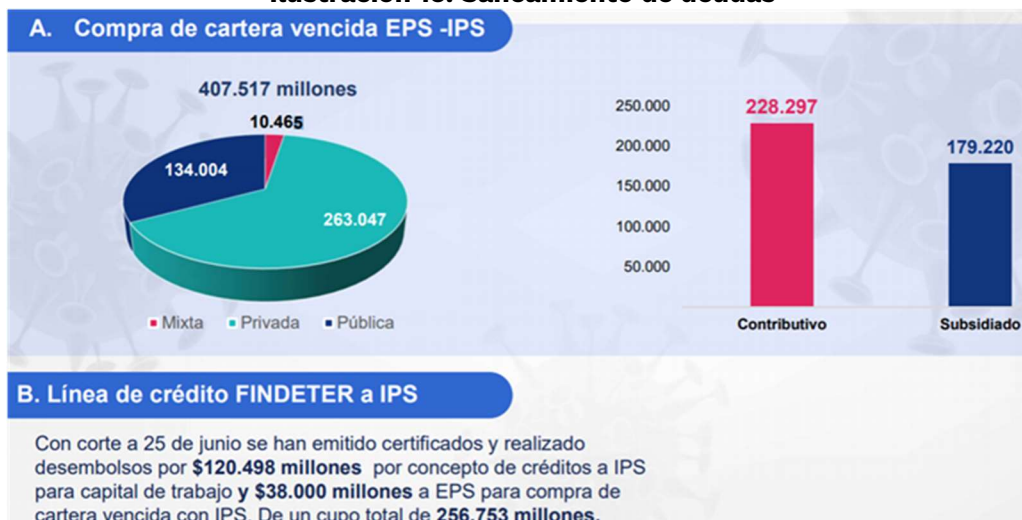 A. Compra de cartera vencida EPS -IPS
407.517 millones
10.465
134.004
263.047
Mixta Privada Pública
250.000
200.000
150.000
100.000
50.000
228.297
179.220
Contributivo Subsidiado
B. Línea de crédito FINDETER a IPS
Con corte a 25 de junio se han emitido certificados y realizado
desembolsos por $120.498 millones por concepto de créditos a IPS
para capital de trabajo y $38.000 millones a EPS para compra de
cartera vencida con IPS. De un cupo total de 256.753 millones.